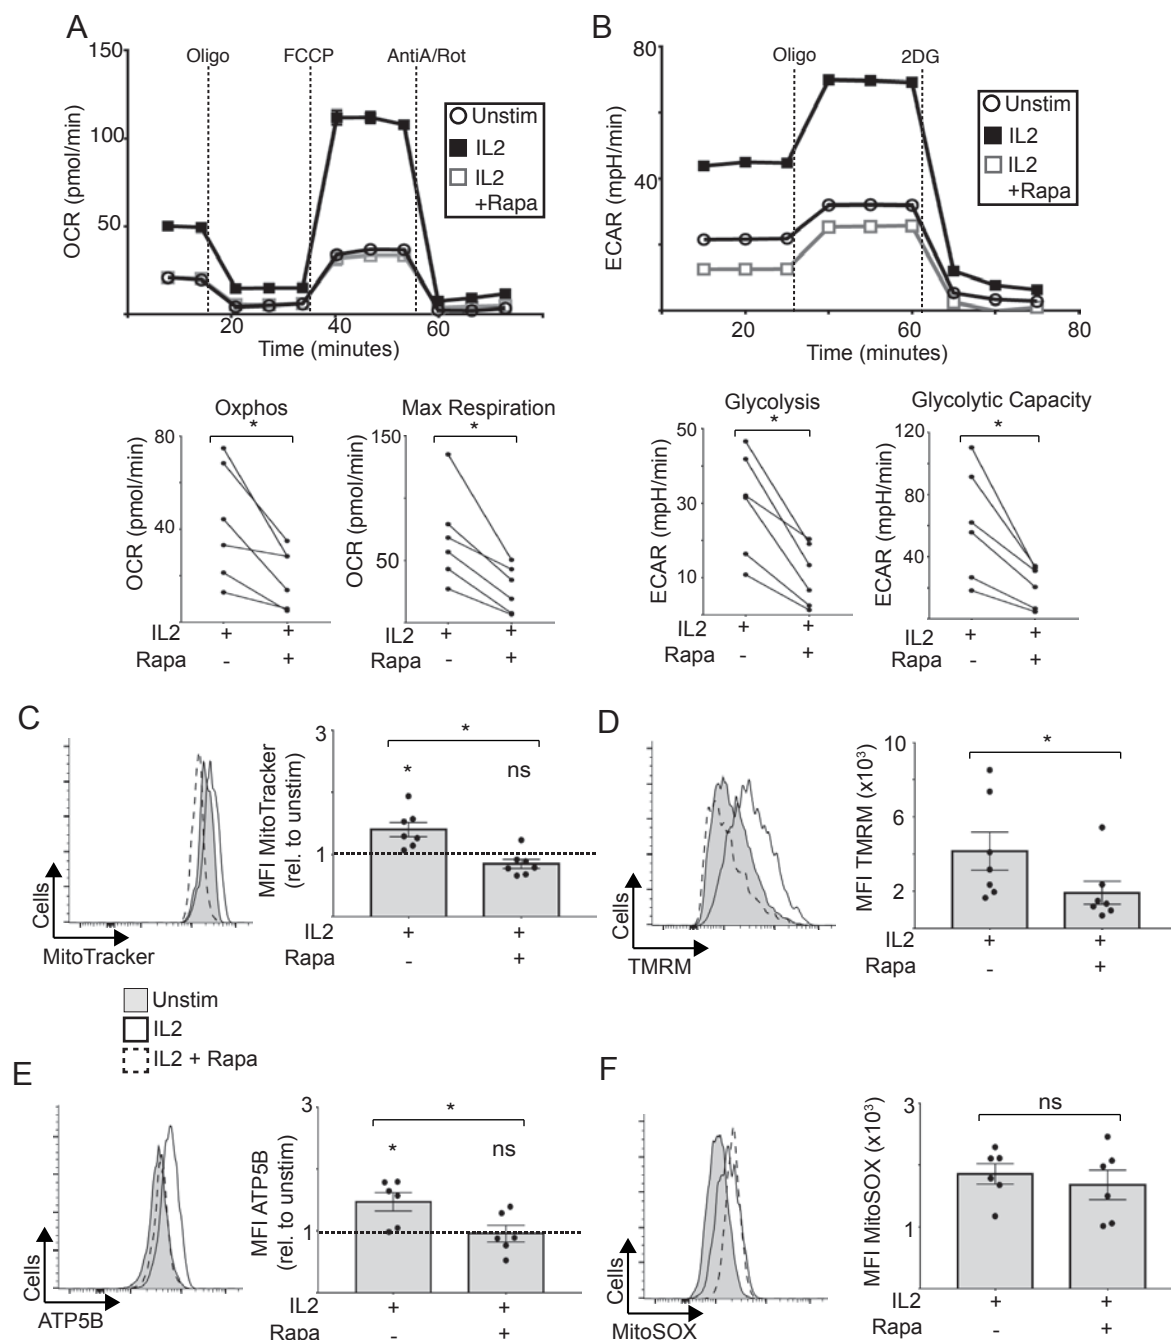 A
150
100
50
OCR (pmol/min)
Oligo
FCCP
AntiA/Rot
Unstim
IL2
IL2
+Rapa
20
40
60
Time (minutes)
B
80
40
ECAR (mpH/min)
Oligo
2DG
Unstim
IL2
IL2
+Rapa
20
40
60
80
Time (minutes)
Oxphos
*
80
40
OCR (pmol/min)
IL2 + +
Rapa - +
Max Respiration
*
150
50
OCR (pmol/min)
+ +
- +
Glycolysis
*
50
30
10
ECAR (mpH/min)
IL2 + +
Rapa - +
Glycolytic Capacity
*
120
80
40
ECAR (mpH/min)
IL2 + +
Rapa - +
C
Cells
MitoTracker
3
1
MFI MitoTracker
(rel. to unstim)
*
*
ns
IL2 + +
Rapa - +
D
Cells
TMRM
10
6
2
MFI TMRM (x10³)
*
IL2 + +
Rapa - +
Unstim
IL2
IL2 + Rapa
E
Cells
ATP5B
3
1
MFI ATP5B
(rel. to unstim)
*
*
ns
IL2 + +
Rapa - +
F
Cells
MitoSOX
3
1
MFI MitoSOX (x10³)
ns
IL2 + +
Rapa - +